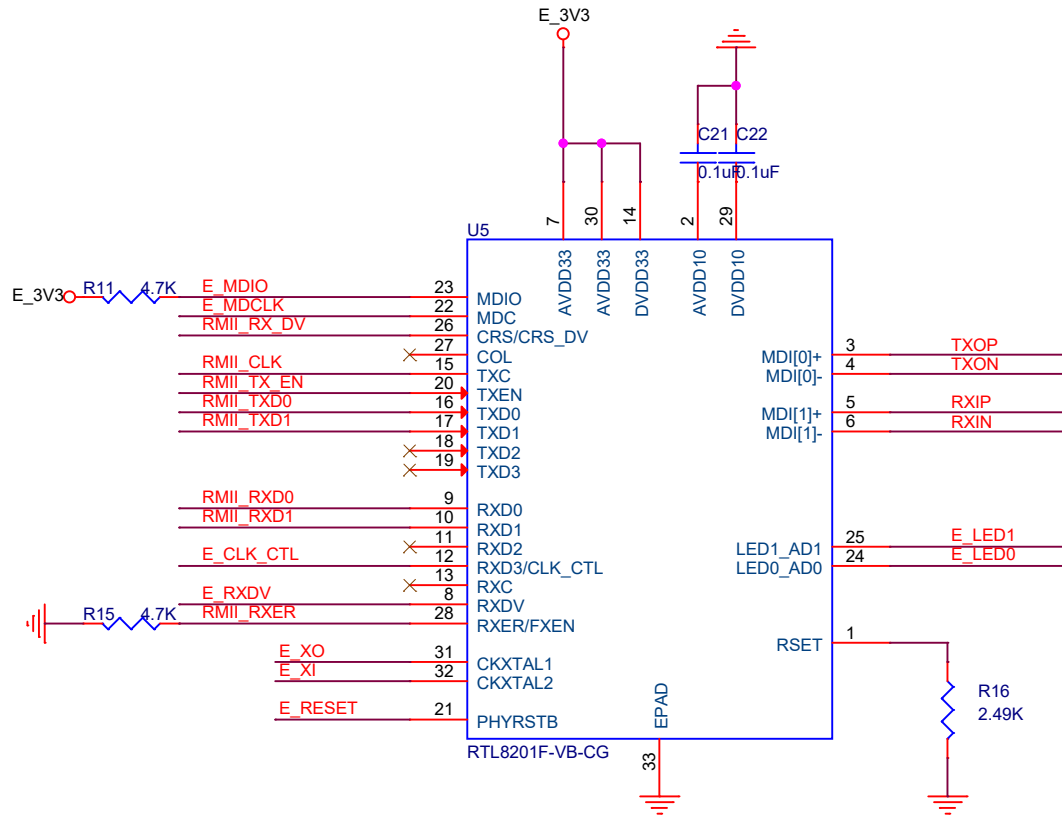 E_3V3
C21 C22
0.1uF 0.1uF
7 30 14 2 29
U5
AVDD33 AVDD33 DVDD33 AVDD10 DVDD10
E_3V3 R11 4.7K E_MDIO 23 MDIO
E_MDCLK 22 MDC
RMII_RX_DV 26 CRS/CRS_DV
27 COL
RMII_CLK 15 TXC
RMII_TX_EN 20 TXEN
RMII_TXD0 16 TXD0
RMII_TXD1 17 TXD1
18 TXD2
19 TXD3
RMII_RXD0 9 RXD0
RMII_RXD1 10 RXD1
11 RXD2
E_CLK_CTL 12 RXD3/CLK_CTL
13 RXC
E_RXDV 8 RXDV
R15 4.7K RMII_RXER 28 RXER/FXEN
E_XO 31 CKXTAL1
E_XI 32 CKXTAL2
E_RESET 21 PHYRSTB
MDI[0]+ 3 TXOP
MDI[0]- 4 TXON
MDI[1]+ 5 RXIP
MDI[1]- 6 RXIN
LED1_AD1 25 E_LED1
LED0_AD0 24 E_LED0
RSET 1
R16
2.49K
EPAD
33
RTL8201F-VB-CG